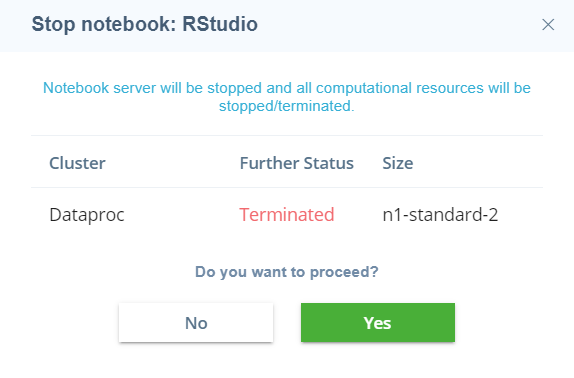 Stop notebook: RStudio
Notebook server will be stopped and all computational resources will be
stopped/terminated.
Cluster Further Status Size
Dataproc Terminated n1-standard-2
Do you want to proceed?
No Yes